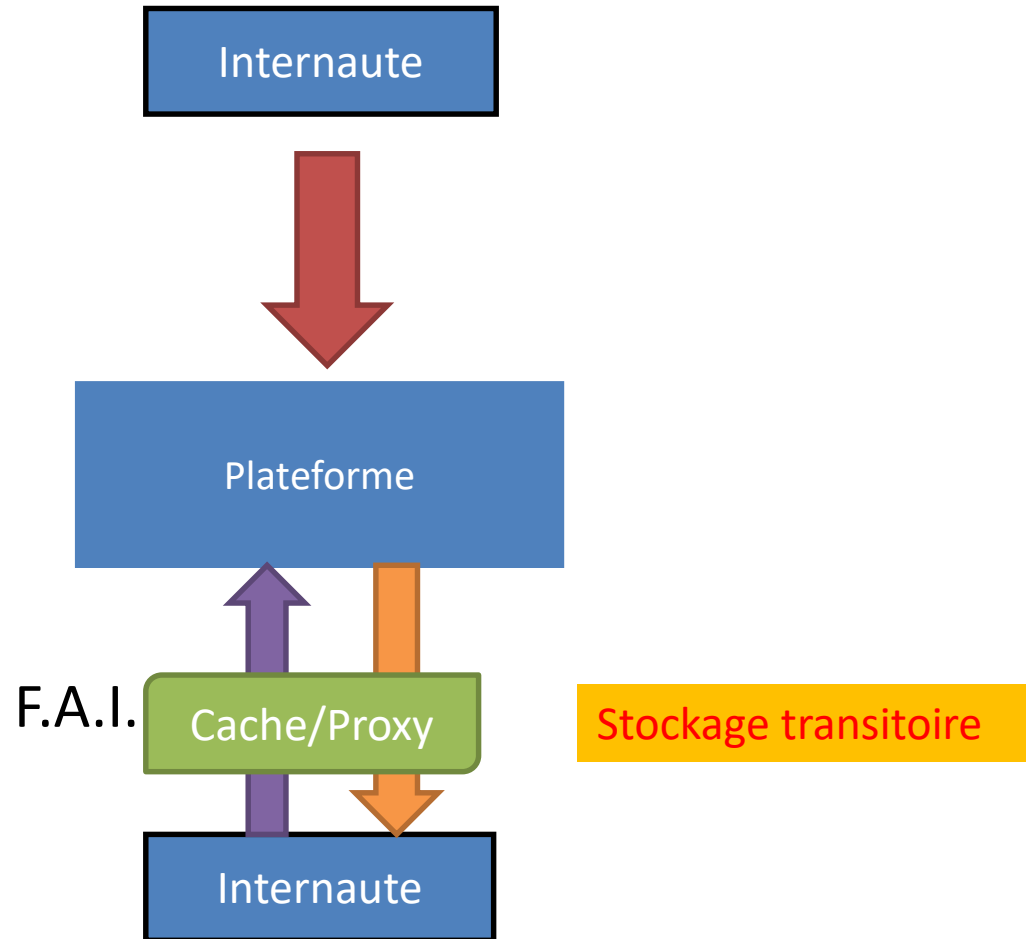 Internaute
Plateforme
F.A.I.
Cache/Proxy
Stockage transitoire
Internaute